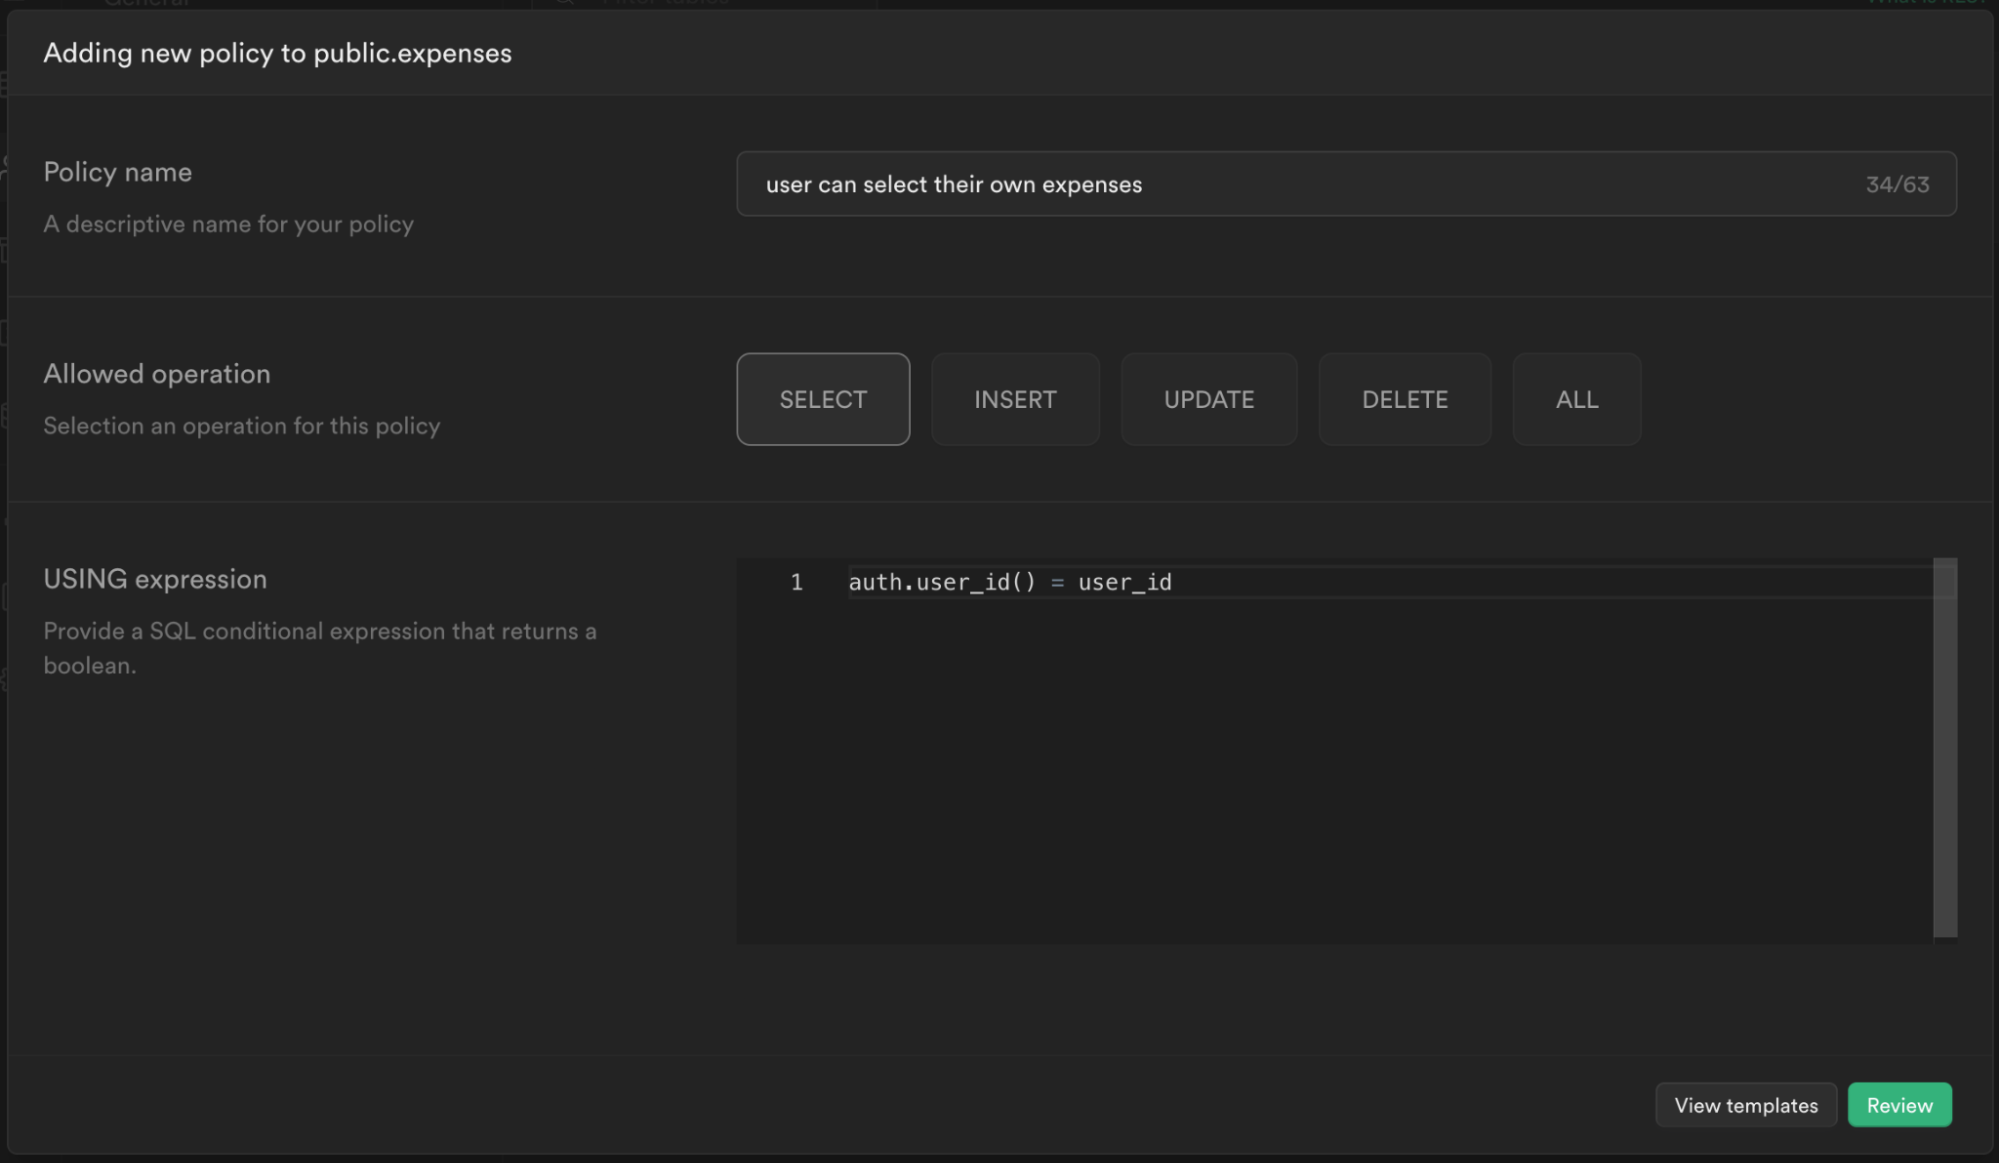 Adding new policy to public.expenses
Policy name
user can select their own expenses
34/63
A descriptive name for your policy
Allowed operation
SELECT
INSERT
UPDATE
DELETE
ALL
Selection an operation for this policy
USING expression
1 auth.user_id() = user_id
Provide a SQL conditional expression that returns a
boolean.
View templates
Review